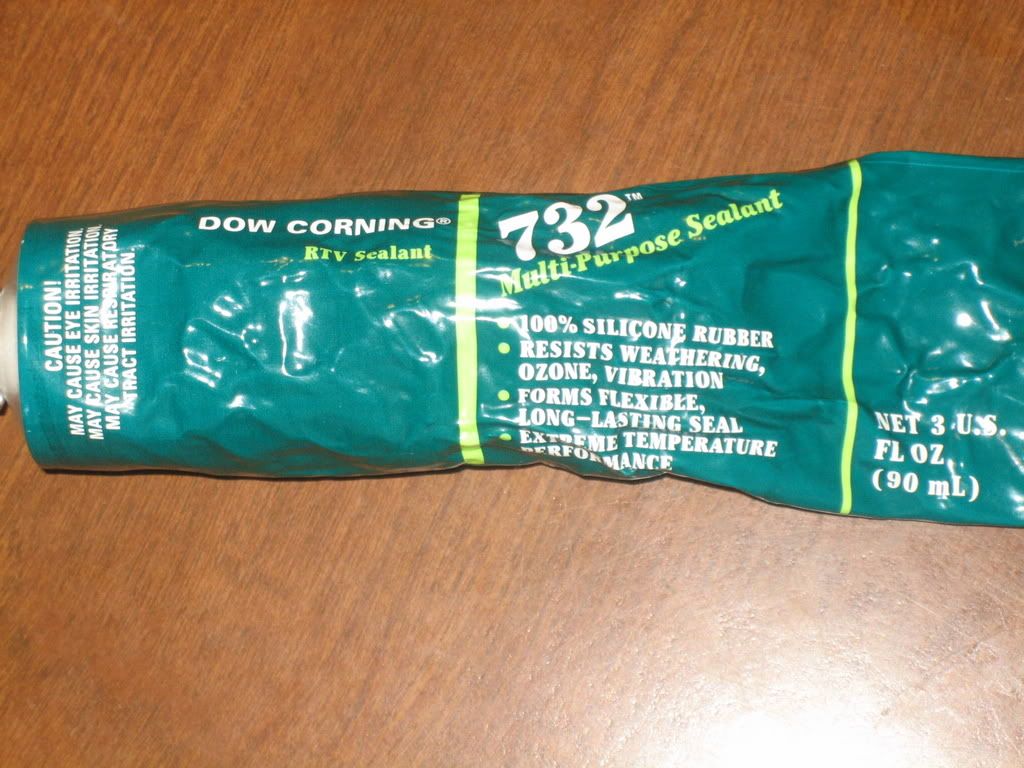 CAUTION!
MAY CAUSE EYE IRRITATION.
MAY CAUSE SKIN IRRITATION.
MAY CAUSE RESPIRATORY
TRACT IRRITATION.
DOW CORNING®
RTV Sealant
732™
Multi-Purpose Sealant
• 100% SILICONE RUBBER
• RESISTS WEATHERING,
OZONE, VIBRATION
• FORMS FLEXIBLE,
LONG-LASTING SEAL
• EXTREME TEMPERATURE
PERFORMANCE
NET 3 U.S.
FL OZ
(90 mL)